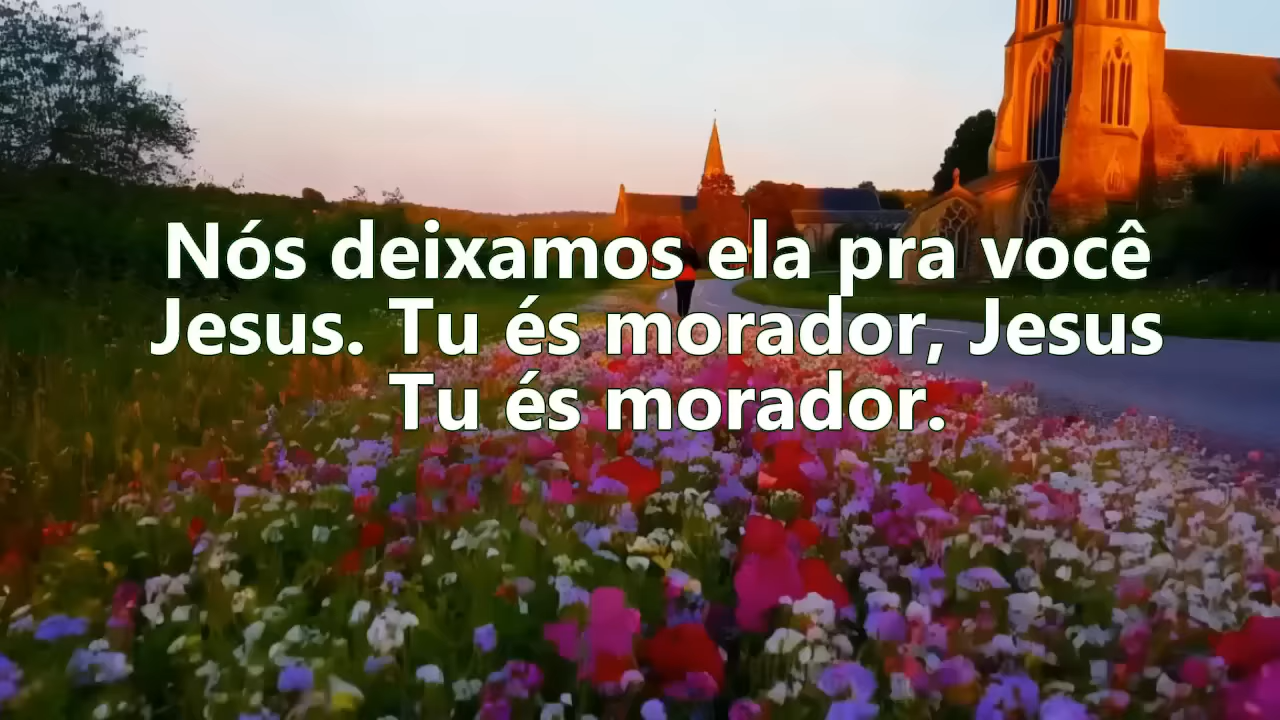 Nós deixamos ela pra você
Jesus. Tu és morador, Jesus
Tu és morador.